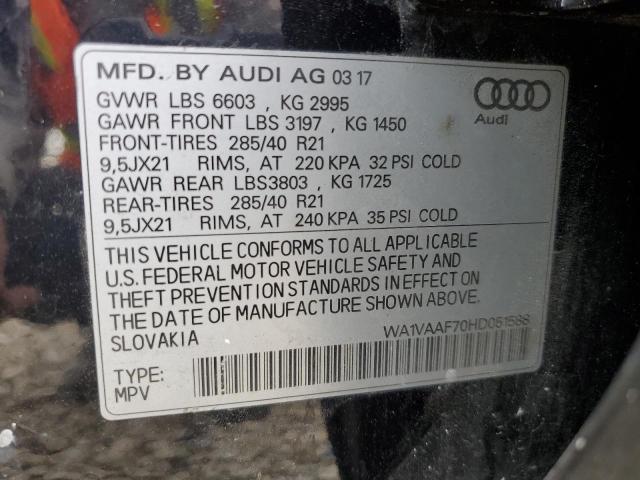 MFD. BY AUDI AG 03 17
GVWR LBS 6603 , KG 2995
GAWR FRONT LBS 3197 , KG 1450
FRONT-TIRES 285/40 R21
9,5JX21 RIMS, AT 220 KPA 32 PSI COLD
GAWR REAR LBS3803 , KG 1725
REAR-TIRES 285/40 R21
9,5JX21 RIMS, AT 240 KPA 35 PSI COLD
Audi
THIS VEHICLE CONFORMS TO ALL APPLICABLE
U.S. FEDERAL MOTOR VEHICLE SAFETY AND
THEFT PREVENTION STANDARDS IN EFFECT ON
THE DATE OF MANUFACTURE SHOWN ABOVE.
SLOVAKIA
WA1VAAF70HD051588
TYPE:
MPV